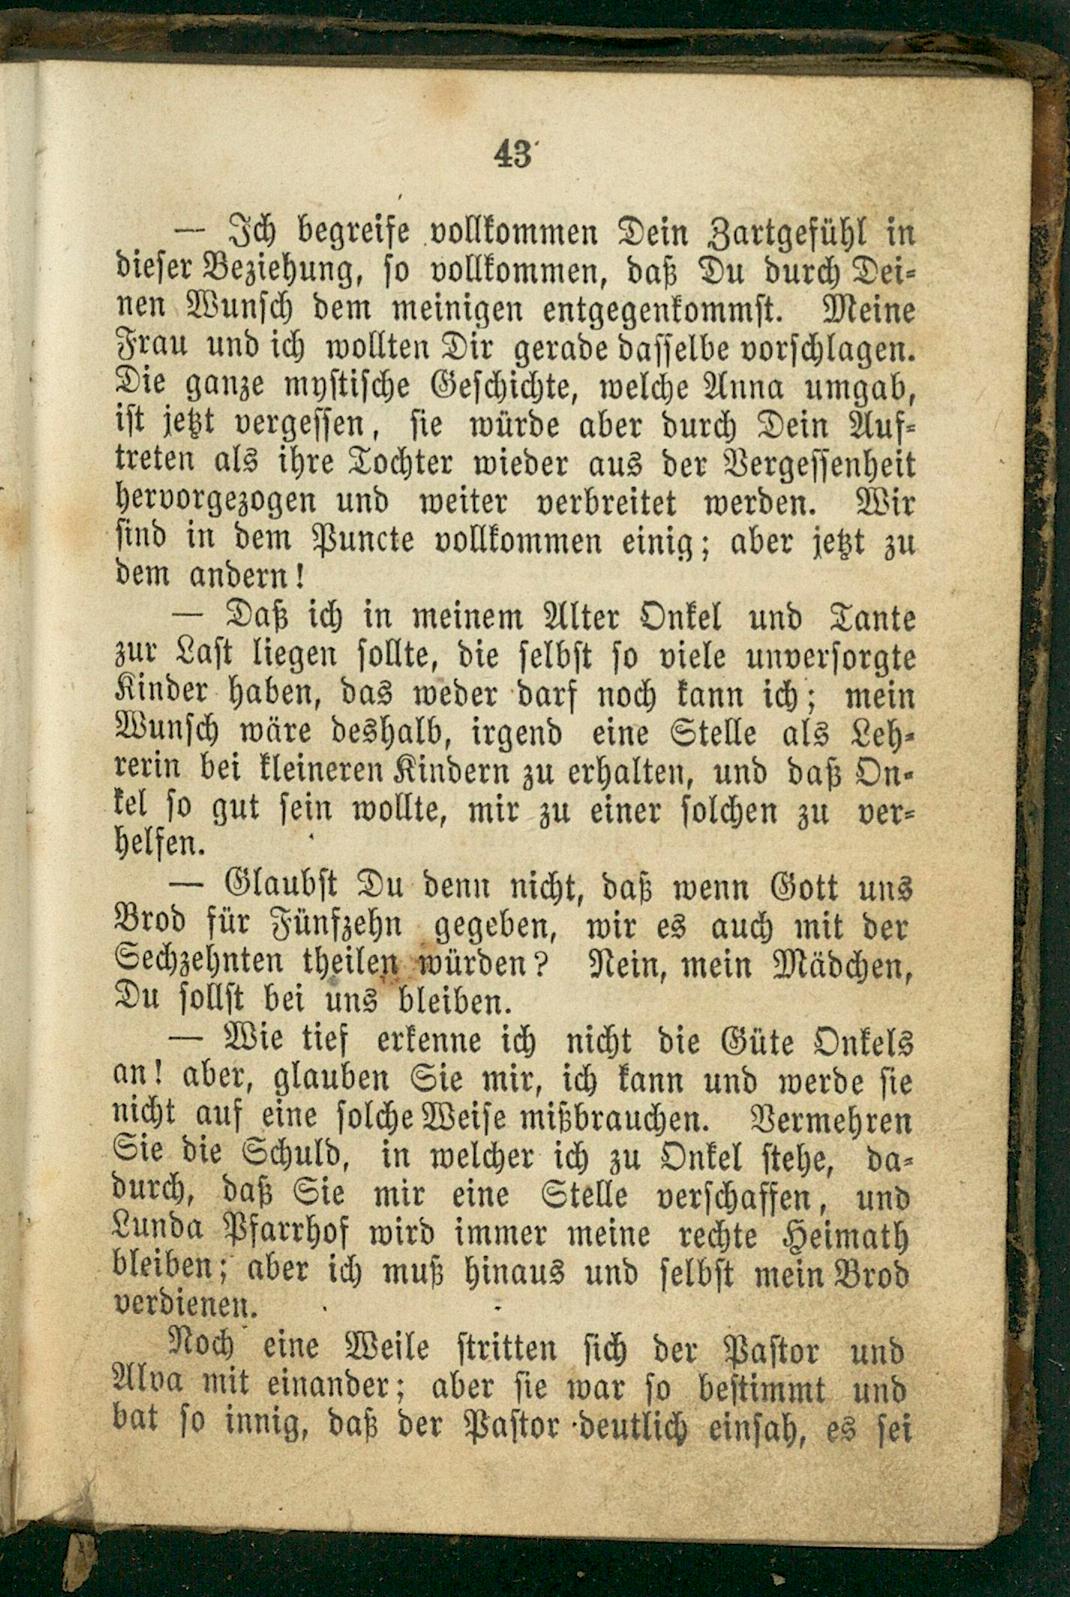 43
— Ich begreife vollkommen Dein Zartgefühl in
dieser Beziehung, so vollkommen, daß Du durch Dei-
nen Wunsch dem meinigen entgegenkommst. Meine
Frau und ich wollten Dir gerade dasselbe vorschlagen.
Die ganze mystische Geschichte, welche Anna umgab,
ist jetzt vergessen, sie würde aber durch Dein Auf-
treten als ihre Tochter wieder aus der Vergessenheit
hervorgezogen und weiter verbreitet werden. Wir
sind in dem Puncte vollkommen einig; aber jetzt zu
dem andern!
— Daß ich in meinem Alter Onkel und Tante
zur Last liegen sollte, die selbst so viele unversorgte
Kinder haben, das weder darf noch kann ich; mein
Wunsch wäre deshalb, irgend eine Stelle als Leh-
rerin bei kleineren Kindern zu erhalten, und daß On-
kel so gut sein wollte, mir zu einer solchen zu ver-
helfen.
— Glaubst Du denn nicht, daß wenn Gott uns
Brod für Fünfzehn gegeben, wir es auch mit der
Sechzehnten theilen würden? Nein, mein Mädchen,
Du sollst bei uns bleiben.
— Wie tief erkenne ich nicht die Güte Onkels
an! aber, glauben Sie mir, ich kann und werde sie
nicht auf eine solche Weise mißbrauchen. Vermehren
Sie die Schuld, in welcher ich zu Onkel stehe, da-
durch, daß Sie mir eine Stelle verschaffen, und
Lunda Pfarrhof wird immer meine rechte Heimath
bleiben; aber ich muß hinaus und selbst mein Brod
verdienen.
Noch eine Weile stritten sich der Pastor und
Alva mit einander; aber sie war so bestimmt und
bat so innig, daß der Pastor deutlich einsah, es sei